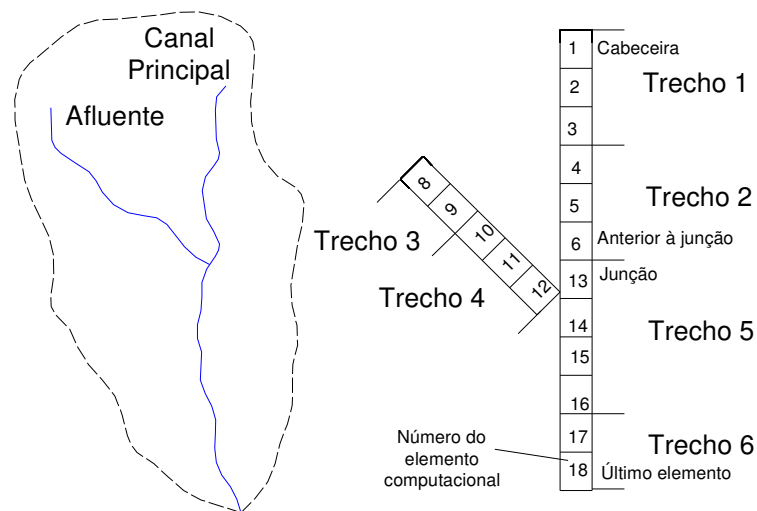 Canal
Principal
Afluente
1
Cabeceira
Trecho 1
2
3
4
5
Trecho 2
6
Anterior à junção
8
9
10
11
12
Trecho 3
Trecho 4
13
Junção
14
Trecho 5
15
16
17
Trecho 6
Número do
elemento
computacional
18
Último elemento